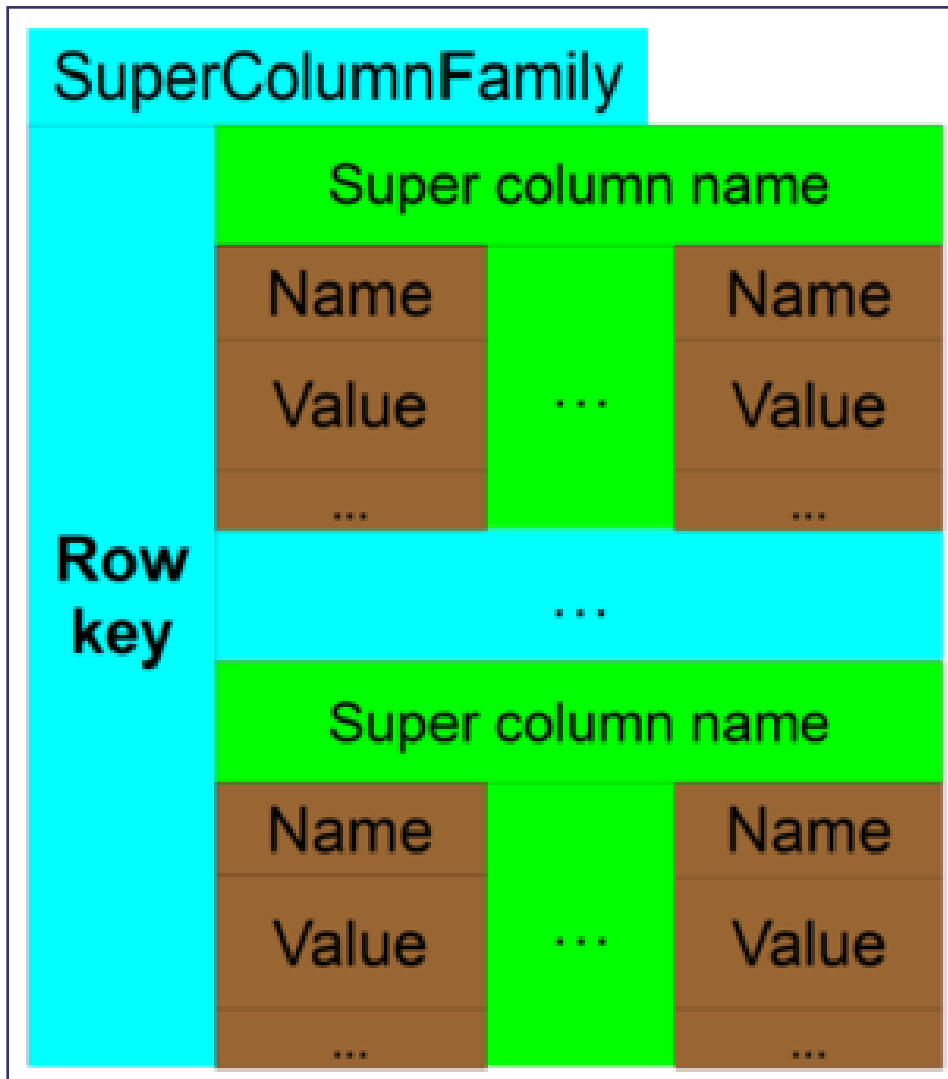 SuperColumnFamily
Super column name
Name
Name
Value
...
Value
...
...
Row
key
...
Super column name
Name
Name
Value
...
Value
...
...